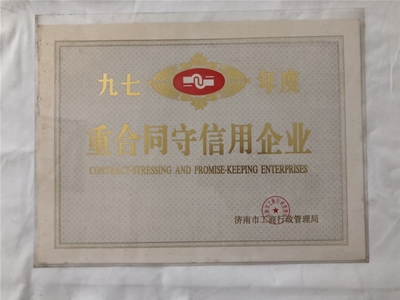 九七 年度
重合同守信用企业
CONTRACT-STRESSING AND PROMISE-KEEPING ENTERPRISES
济南市工商行政管理局